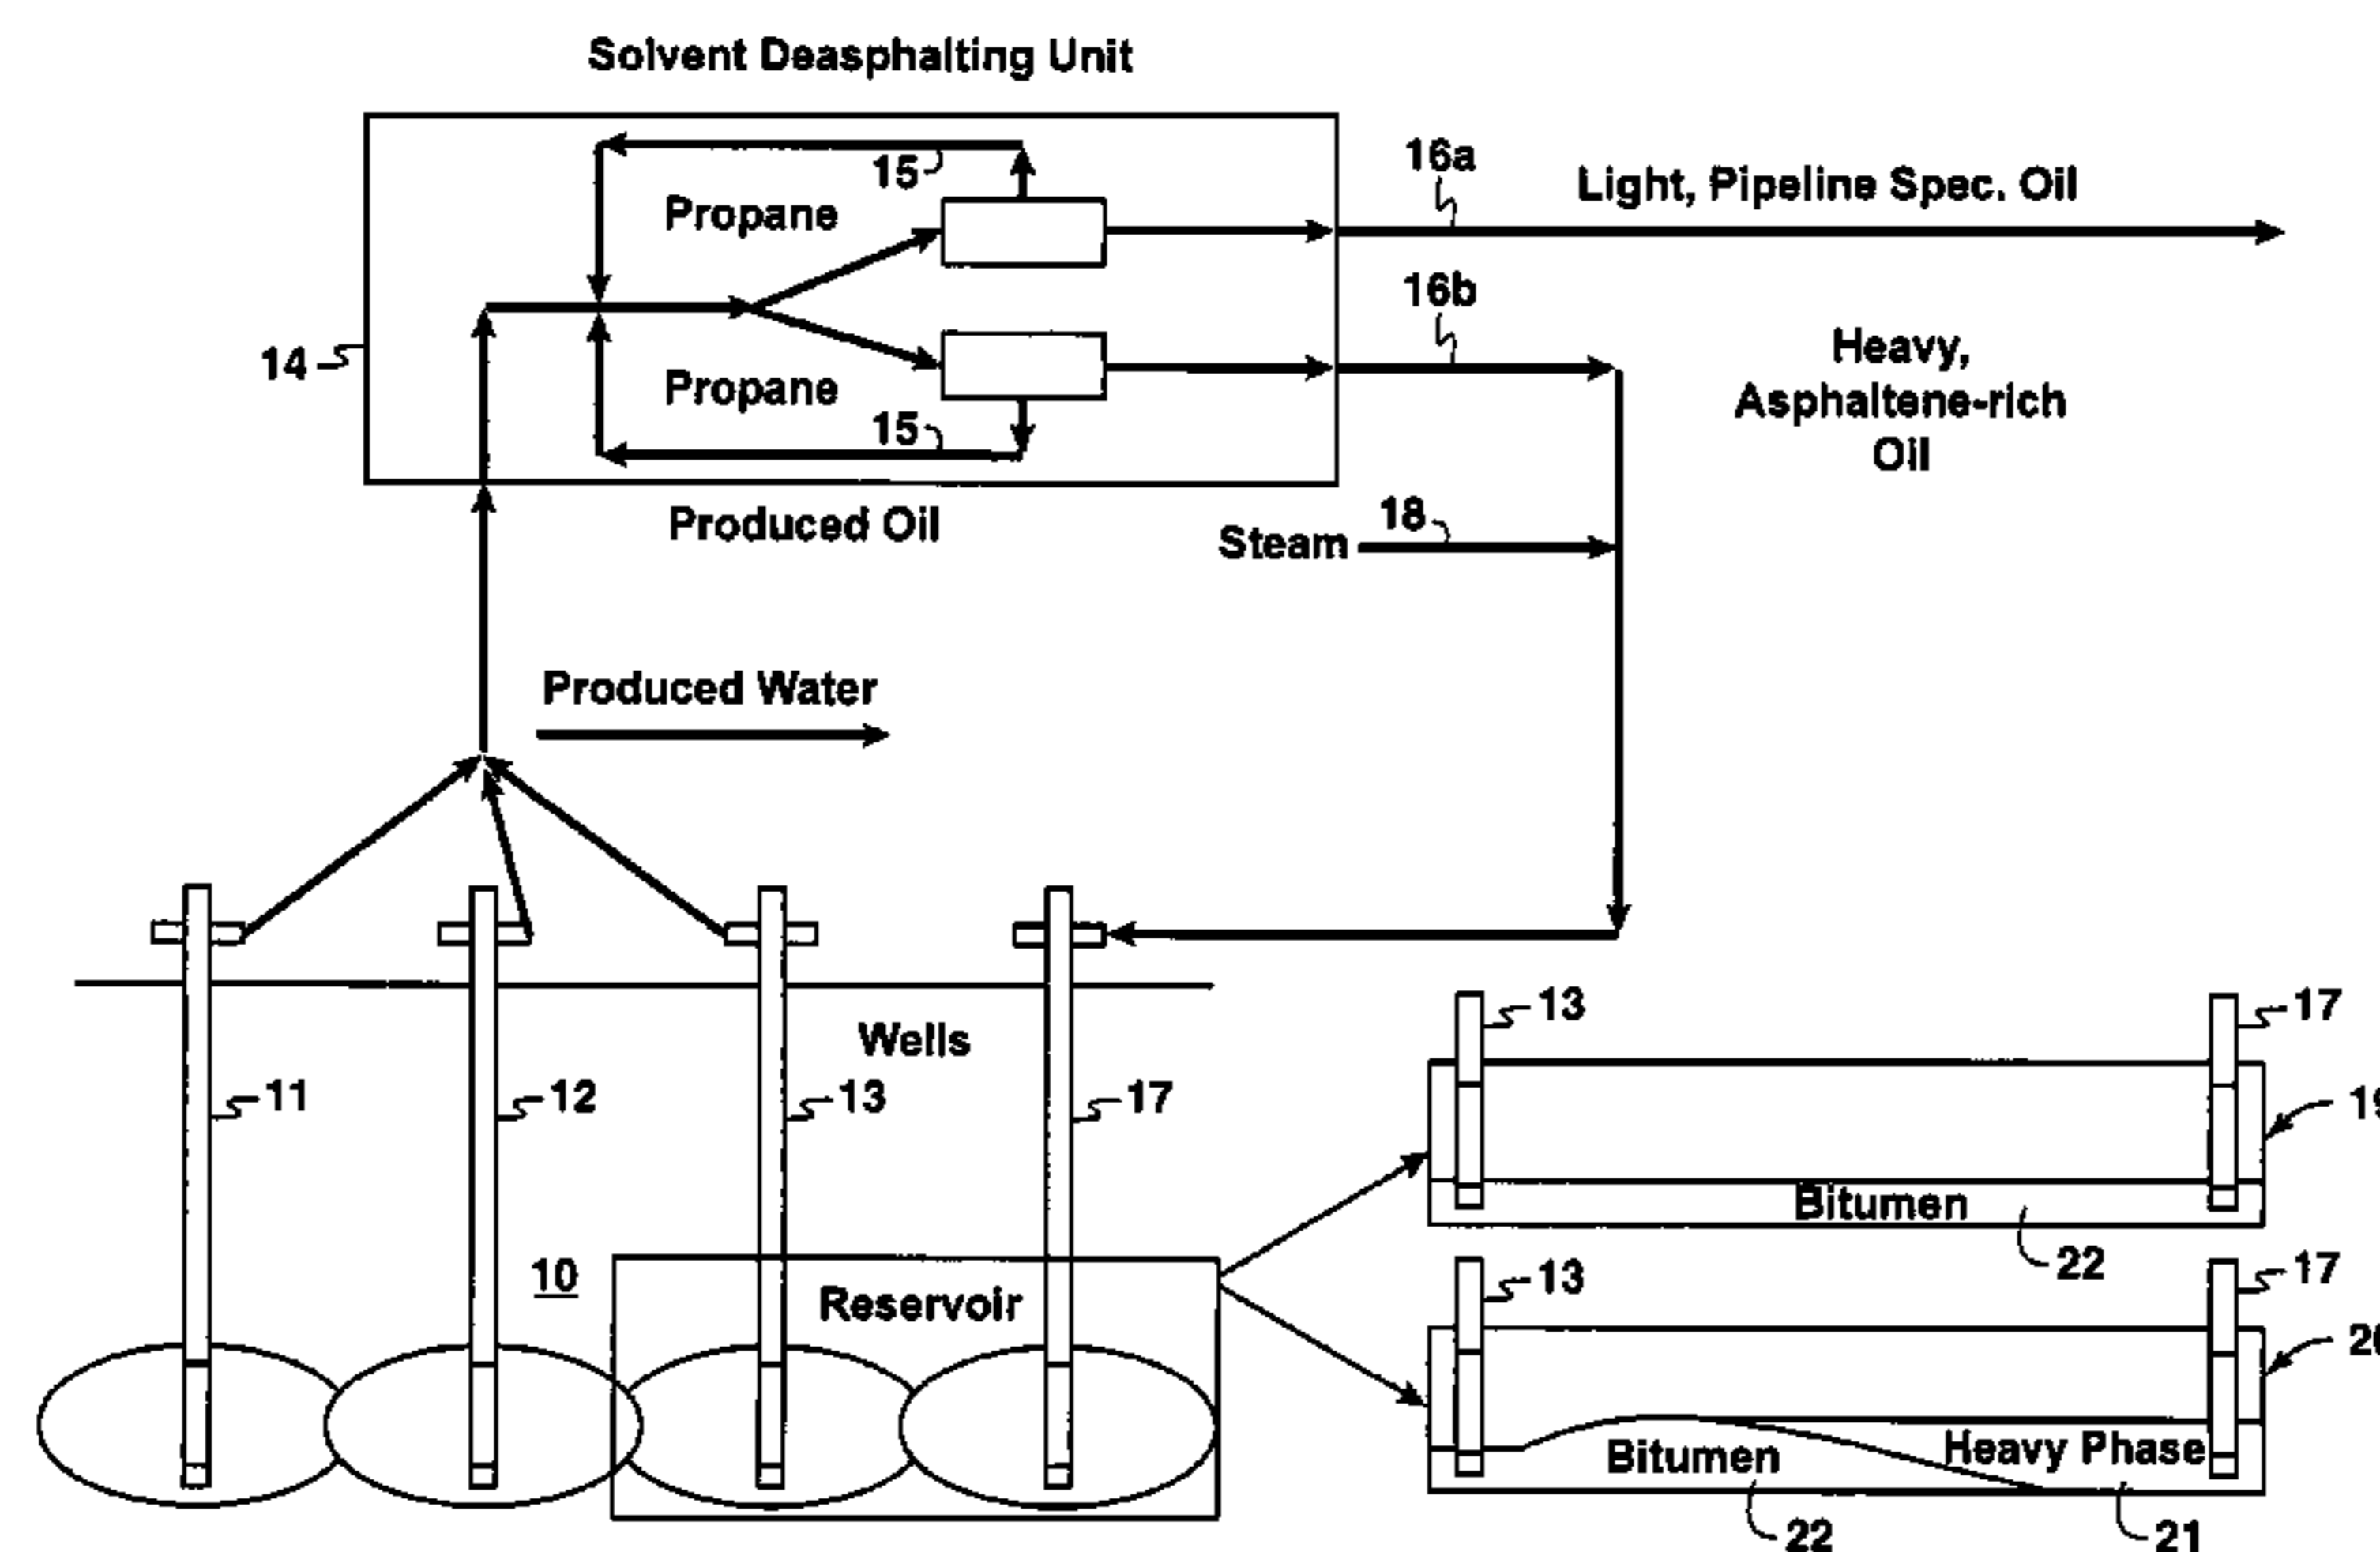 Solvent Deasphalting Unit
15
16a
Light, Pipeline Spec. Oil
Propane
16b
14
Heavy,
Asphaltene-rich
Oil
Propane
15
Produced Oil
18
Steam
Produced Water
Wells
11
12
13
17
10
Reservoir
13
17
Bitumen
22
13
17
Bitumen
Heavy Phase
22
21